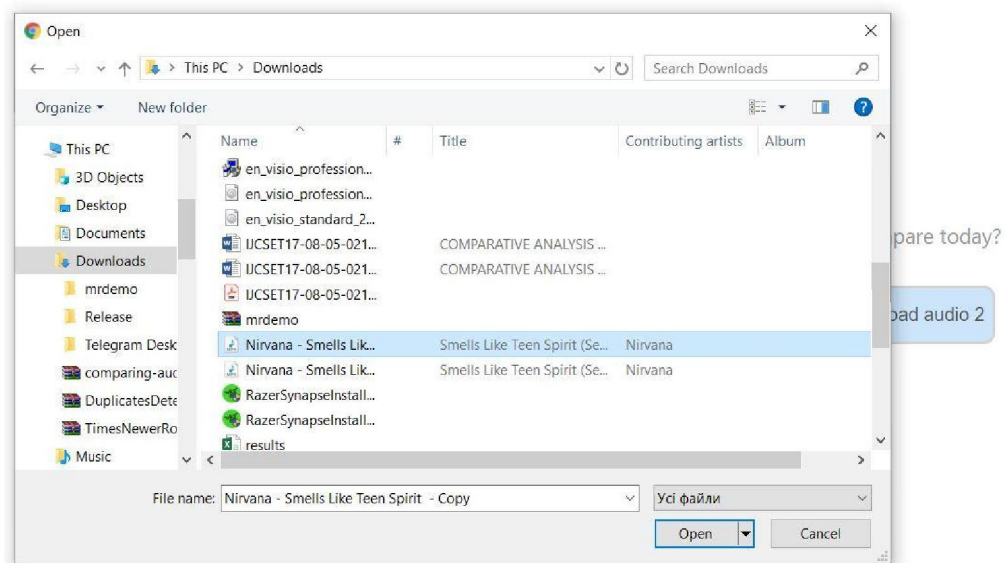 Open
This PC > Downloads
Search Downloads
Organize
New folder
This PC
3D Objects
Desktop
Documents
Downloads
mrdemo
Release
Telegram Desk
comparing-auc
DuplicatesDete
TimesNewerRo
Music
Name # Title Contributing artists Album
en_visio_profession...
en_visio_profession...
en_visio_standard_2...
IJCSET17-08-05-021... COMPARATIVE ANALYSIS ...
IJCSET17-08-05-021... COMPARATIVE ANALYSIS ...
IJCSET17-08-05-021...
mrdemo
Nirvana - Smells Lik... Smells Like Teen Spirit (Se... Nirvana
Nirvana - Smells Lik... Smells Like Teen Spirit (Se... Nirvana
RazerSynapseInstall...
RazerSynapseInstall...
results
File name: Nirvana - Smells Like Teen Spirit - Copy
Усі файли
Open
Cancel
pare today?
oad audio 2